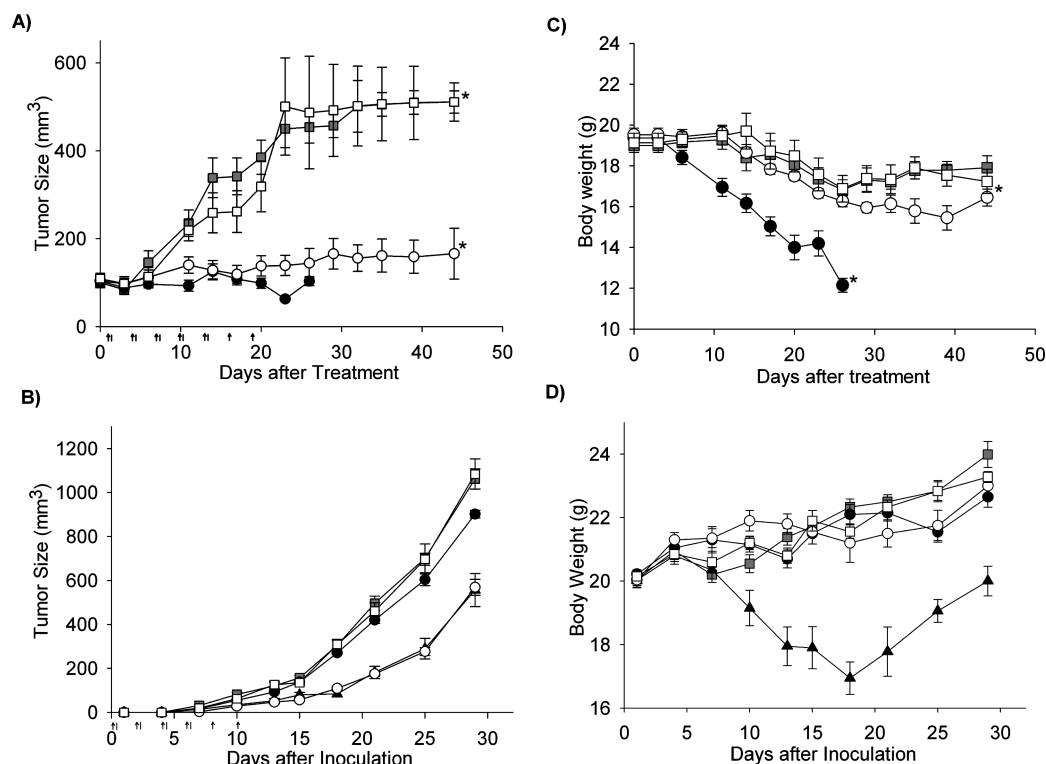 A)
600
400
200
0
Tumor Size (mm3)
*
*
0 10 20 30 40 50
Days after Treatment
C)
24
22
20
18
16
14
12
10
Body weight (g)
*
*
0 10 20 30 40 50
Days after treatment
B)
1200
1000
800
600
400
200
0
Tumor Size (mm3)
0 5 10 15 20 25 30
Days after Inoculation
D)
24
22
20
18
16
Body Weight (g)
0 5 10 15 20 25 30
Days after Inoculation